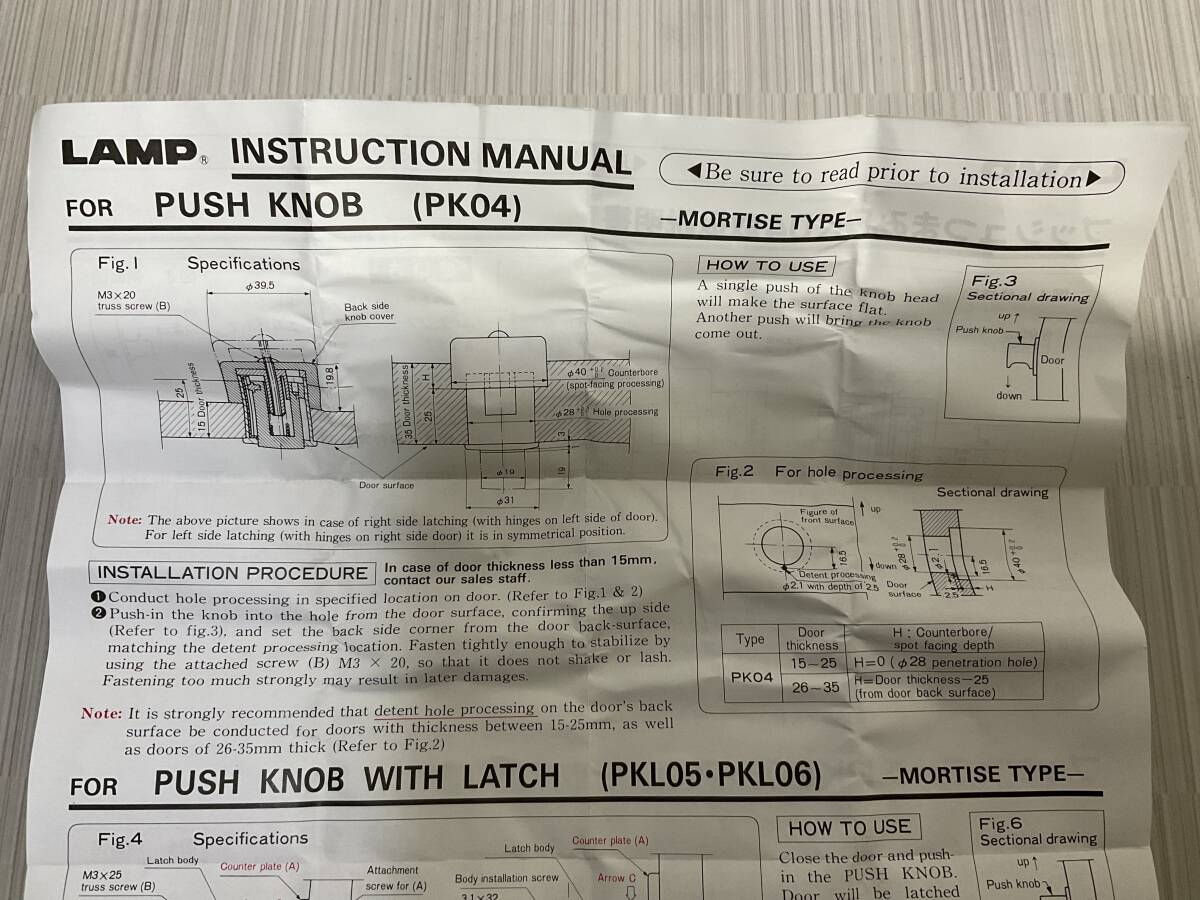 LAMP® INSTRUCTION MANUAL
◀Be sure to read prior to installation▶
FOR PUSH KNOB (PK04) —MORTISE TYPE—
Fig.1 Specifications
φ39.5
M3×20
truss screw (B)
Back side
knob cover
25
15 Door thickness
19.8
35 Door thickness
H
25
φ40 +0.2 0 Counterbore
(spot-facing processing)
φ28 +0.2 0 Hole processing
3
19
φ19
φ31
Door surface
Note: The above picture shows in case of right side latching (with hinges on left side of door).
For left side latching (with hinges on right side door) it is in symmetrical position.
HOW TO USE
A single push of the knob head
will make the surface flat.
Another push will bring the knob
come out.
Fig.3
Sectional drawing
up↑
Push knob
Door
↓
down
Fig.2 For hole processing
Sectional drawing
Figure of
front surface
↑ up
16.5
↓down
Detent processing
φ2.1 with depth of 2.5
φ28 +0.2 0
φ2.1
16.5
φ40 +0.2 0
Door
surface
2.5
H
Type
Door
thickness
H : Counterbore/
spot facing depth
PK04
15—25 H=0 (φ28 penetration hole)
26—35 H=Door thickness—25
(from door back surface)
INSTALLATION PROCEDURE In case of door thickness less than 15mm,
contact our sales staff.
❶Conduct hole processing in specified location on door. (Refer to Fig.1 & 2)
❷Push-in the knob into the hole from the door surface, confirming the up side
(Refer to fig.3), and set the back side corner from the door back-surface,
matching the detent processing location. Fasten tightly enough to stabilize by
using the attached screw (B) M3 × 20, so that it does not shake or lash.
Fastening too much strongly may result in later damages.
Note: It is strongly recommended that detent hole processing on the door's back
surface be conducted for doors with thickness between 15-25mm, as well
as doors of 26-35mm thick (Refer to Fig.2)
FOR PUSH KNOB WITH LATCH (PKL05・PKL06) —MORTISE TYPE—
Fig.4 Specifications
Latch body
Counter plate (A)
M3×25
truss screw (B)
Attachment
screw for (A)
Latch body
Counter plate (A)
Body installation screw
3.1×32
Arrow C
HOW TO USE
Close the door and push-
in the PUSH KNOB.
Door will be latched
Fig.6
Sectional drawing
up↑
Push knob